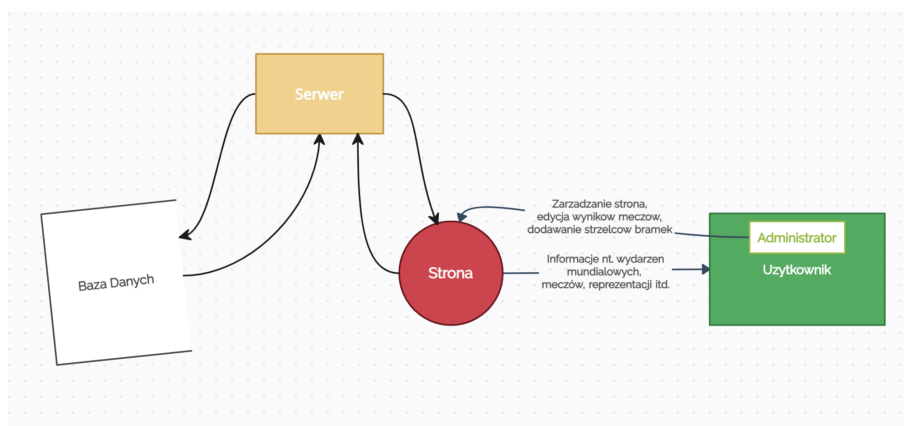 Serwer
Zarzadzanie strona,
edycja wynikow meczow,
dodawanie strzelcow bramek
Administrator
Baza Danych
Strona
Informacje nt. wydarzen
mundialowych,
meczów, reprezentacji itd.
Uzytkownik